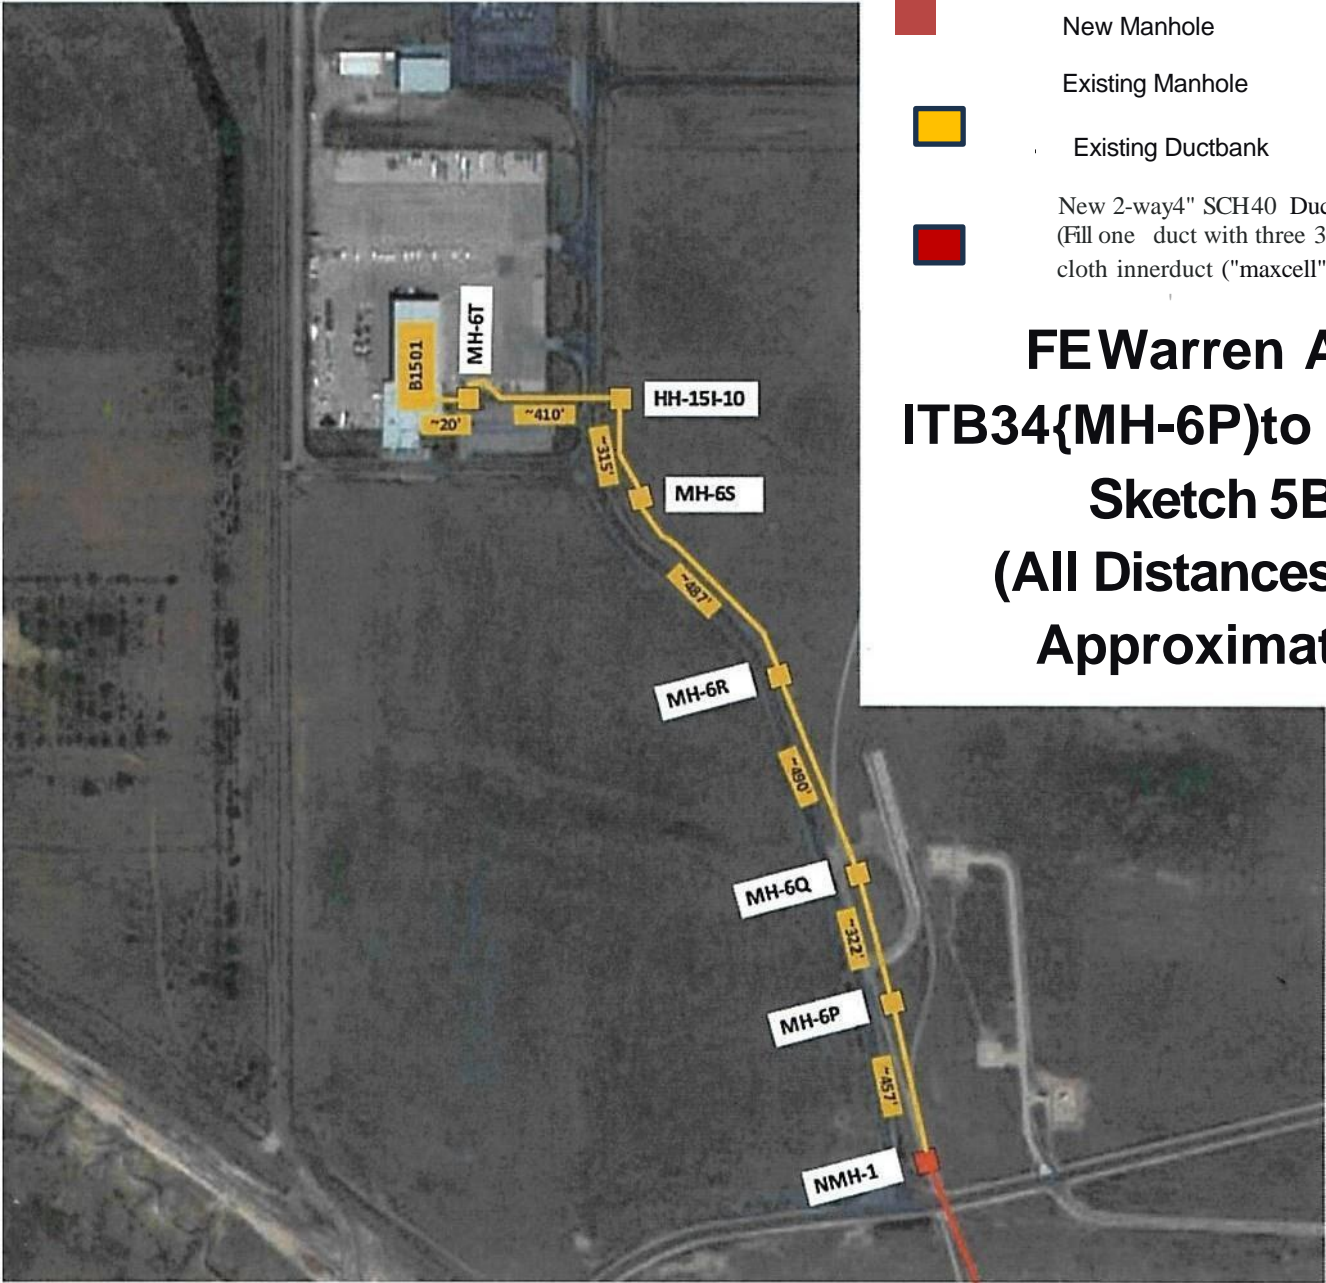 New Manhole
Existing Manhole
Existing Ductbank
New 2-way4" SCH40 Duc
(Fill one duct with three 3
cloth innerduct ("maxcell"
FEWarren A
ITB34{MH-6P)to
Sketch 5B
(All Distances
Approximat
B1501
MH-6T
~20'
~410'
HH-15I-10
~315'
MH-6S
~487'
MH-6R
~490'
MH-6Q
~322'
MH-6P
~457'
NMH-1